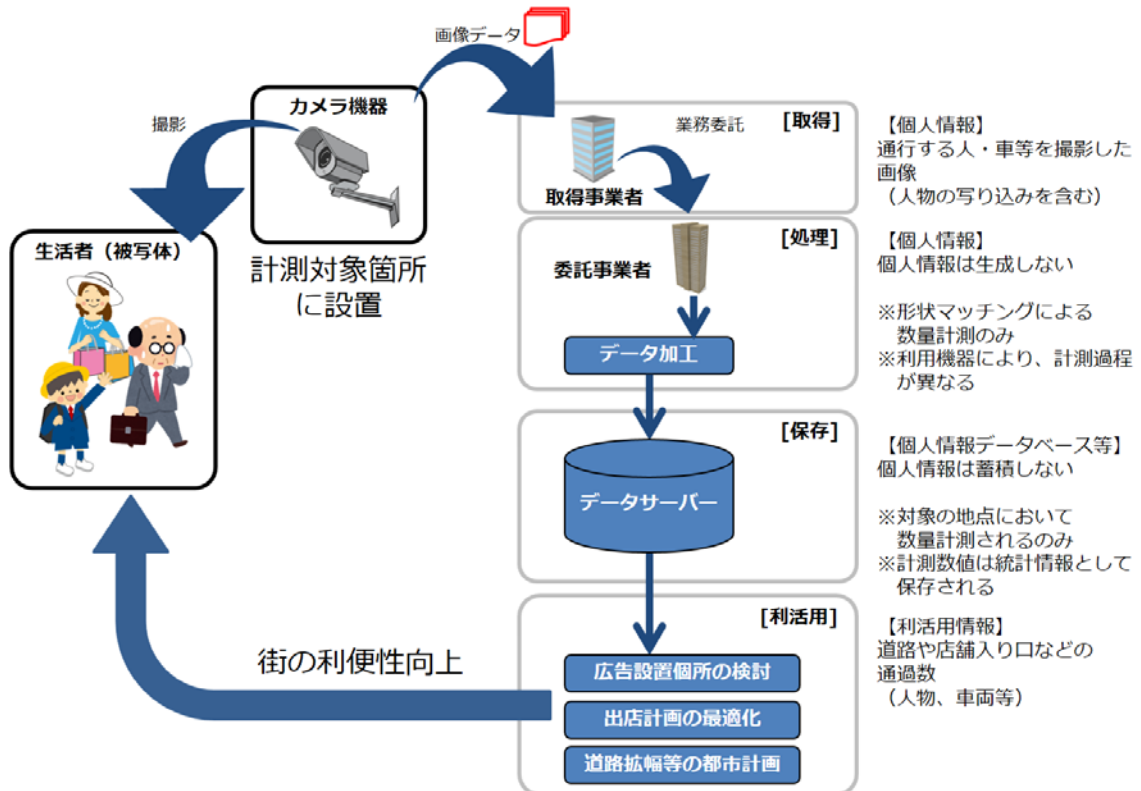 画像データ
カメラ機器
撮影
計測対象箇所
に設置
生活者（被写体）
[取得]
業務委託
取得事業者
【個人情報】
通行する人・車等を撮影した
画像
（人物の写り込みを含む）
[処理]
委託事業者
データ加工
【個人情報】
個人情報は生成しない
※形状マッチングによる
数量計測のみ
※利用機器により、計測過程
が異なる
[保存]
データサーバー
【個人情報データベース等】
個人情報は蓄積しない
※対象の地点において
数量計測されるのみ
※計測数値は統計情報として
保存される
[利活用]
広告設置個所の検討
出店計画の最適化
道路拡幅等の都市計画
【利活用情報】
道路や店舗入り口などの
通過数
（人物、車両等）
街の利便性向上